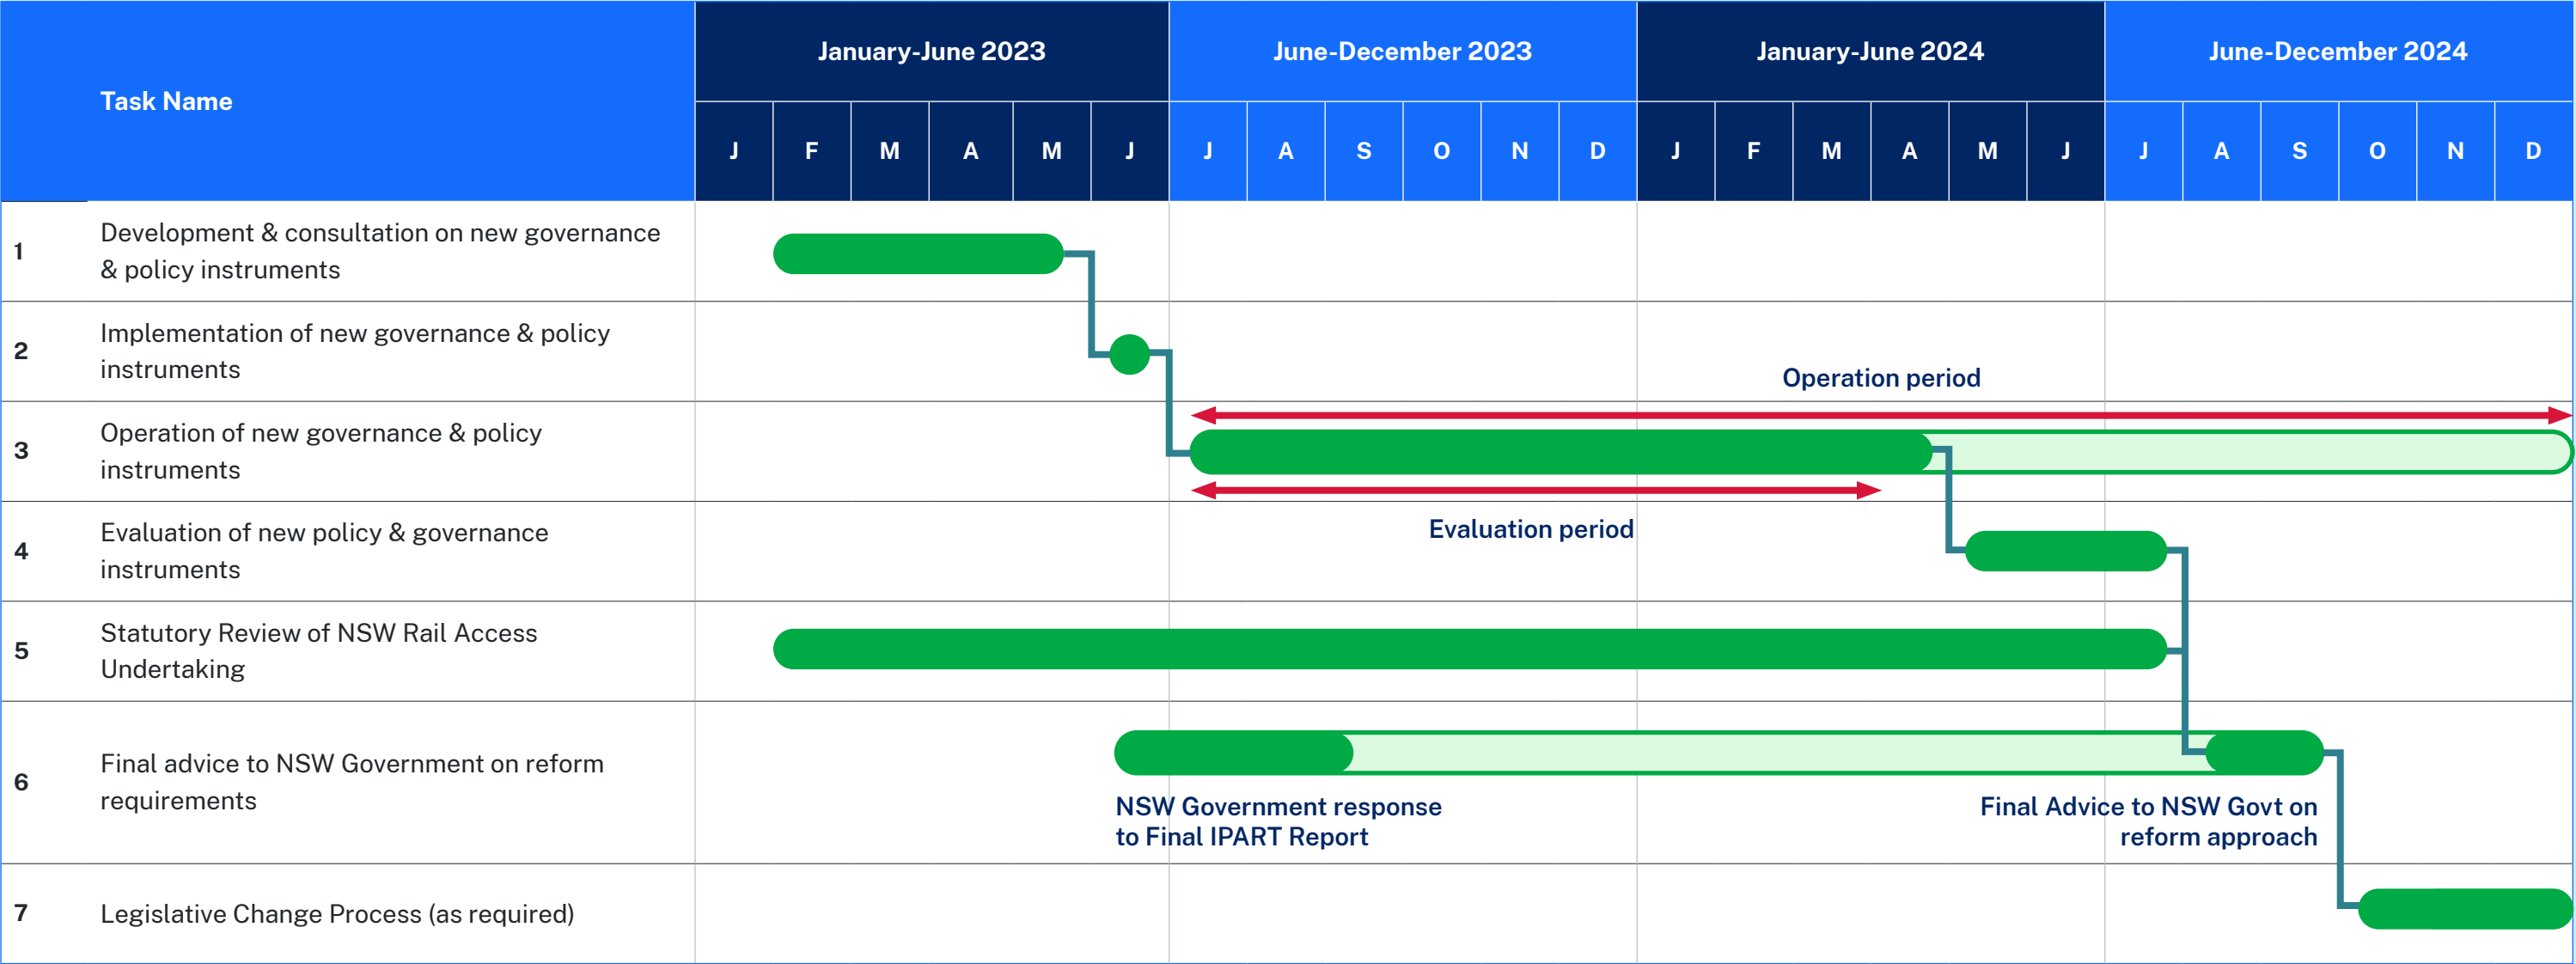 Task Name
January-June 2023
June-December 2023
January-June 2024
June-December 2024
J F M A M J J A S O N D J F M A M J J A S O N D
1
Development & consultation on new governance
& policy instruments
2
Implementation of new governance & policy
instruments
Operation period
3
Operation of new governance & policy
instruments
Evaluation period
4
Evaluation of new policy & governance
instruments
5
Statutory Review of NSW Rail Access
Undertaking
6
Final advice to NSW Government on reform
requirements
NSW Government response
to Final IPART Report
Final Advice to NSW Govt on
reform approach
7
Legislative Change Process (as required)